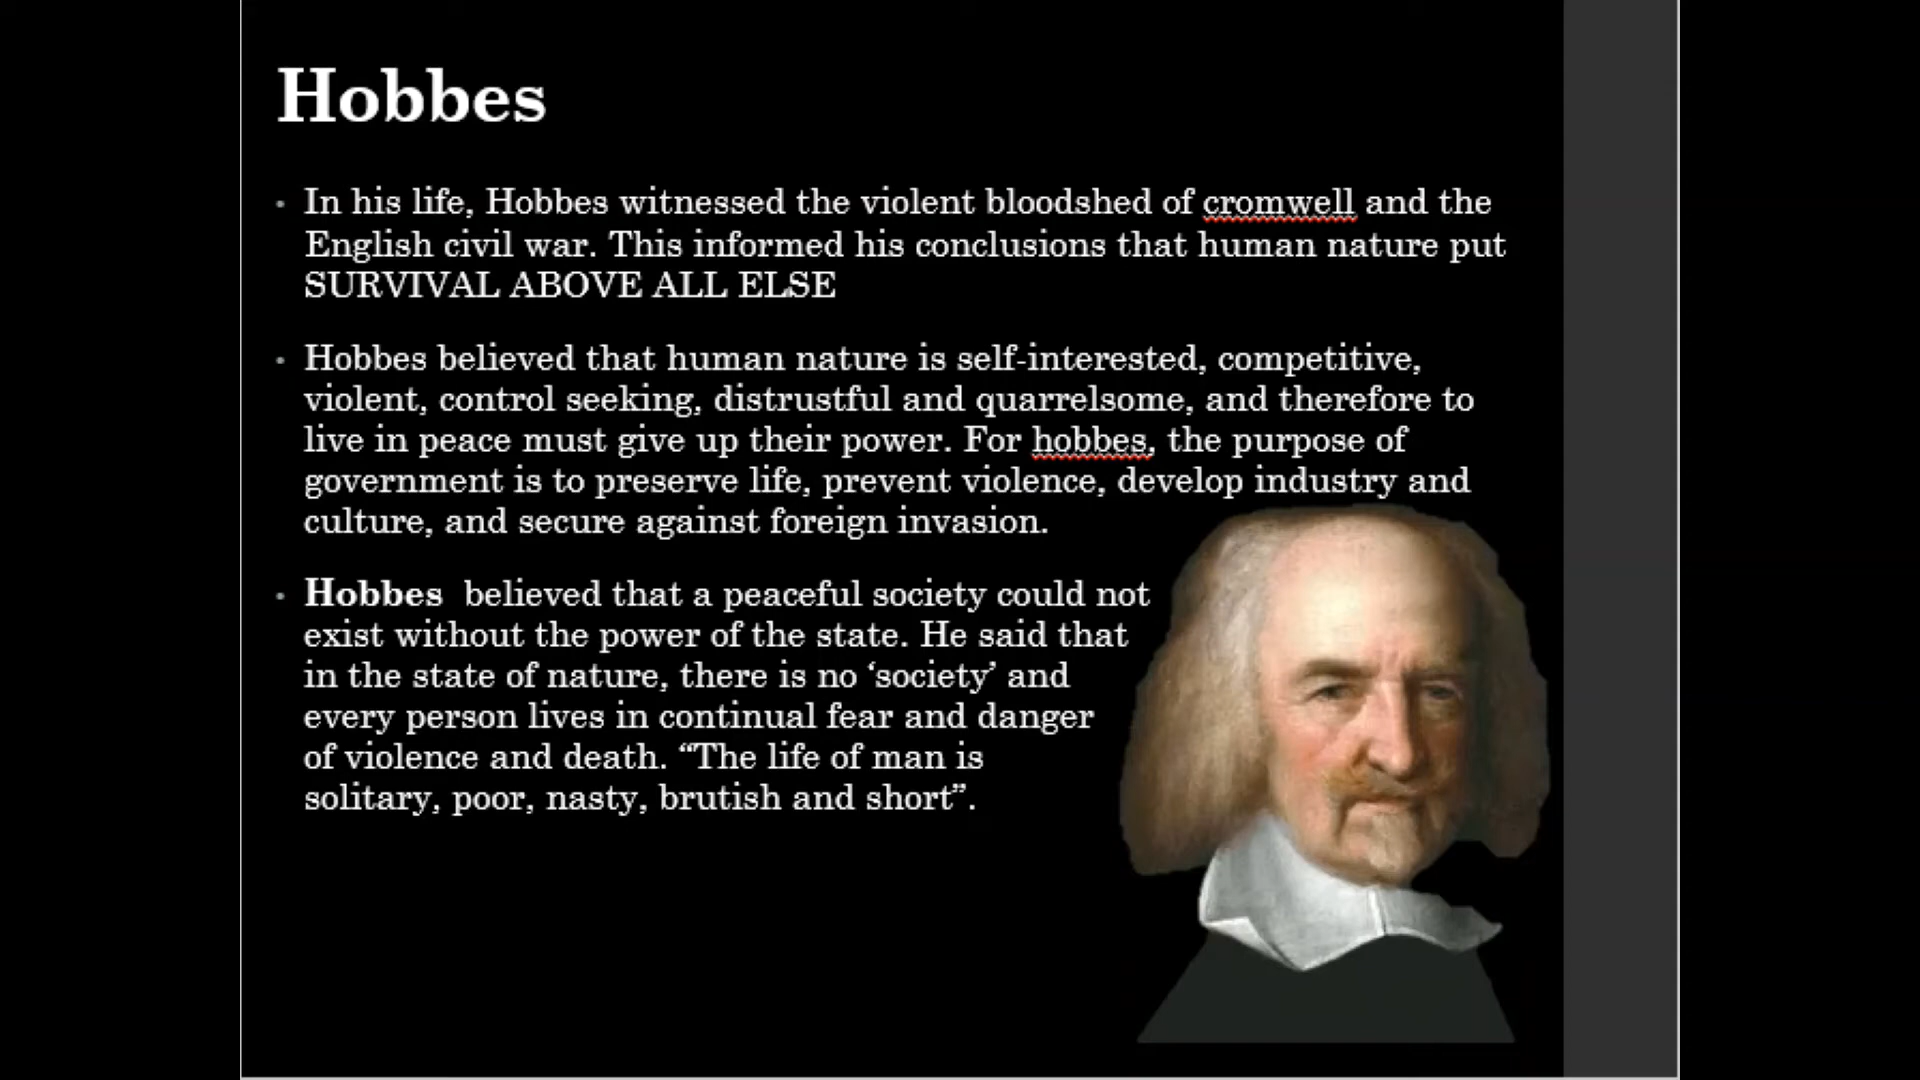 Hobbes
In his life, Hobbes witnessed the violent bloodshed of cromwell and the
English civil war. This informed his conclusions that human nature put
SURVIVAL ABOVE ALL ELSE
Hobbes believed that human nature is self-interested, competitive,
violent, control seeking, distrustful and quarrelsome, and therefore to
live in peace must give up their power. For hobbes, the purpose of
government is to preserve life, prevent violence, develop industry and
culture, and secure against foreign invasion.
Hobbes believed that a peaceful society could not
exist without the power of the state. He said that
in the state of nature, there is no ‘society’ and
every person lives in continual fear and danger
of violence and death. “The life of man is
solitary, poor, nasty, brutish and short”.